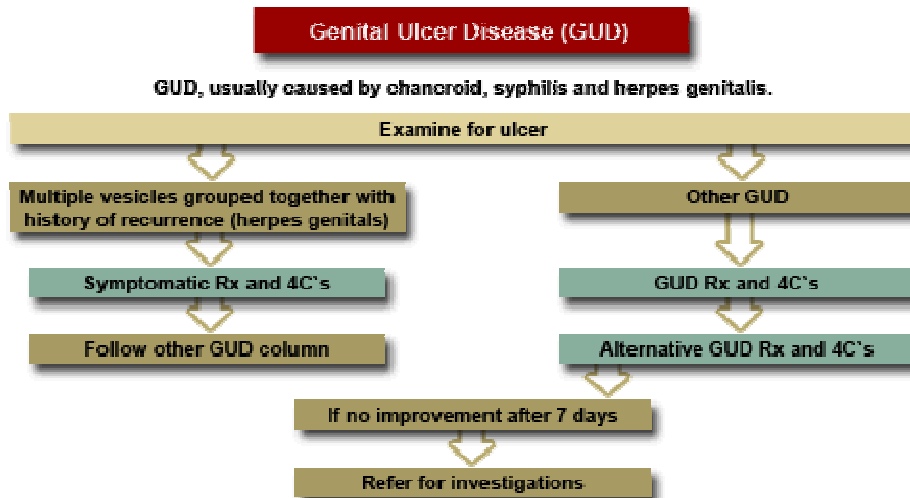 Genital Ulcer Disease (GUD)
GUD, usually caused by chancroid, syphilis and herpes genitalis.
Examine for ulcer
Multiple vesicles grouped together with
history of recurrence (herpes genitals)
Other GUD
Symptomatic Rx and 4C`s
GUD Rx and 4C`s
Follow other GUD column
Alternative GUD Rx and 4C`s
If no improvement after 7 days
Refer for investigations